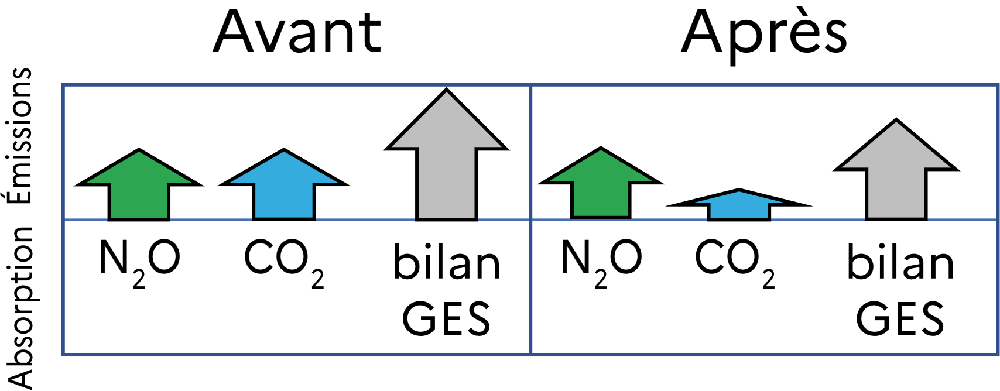 Avant
Après
Émissions
Absorption
N₂O
CO₂
bilan
GES
N₂O
CO₂
bilan
GES